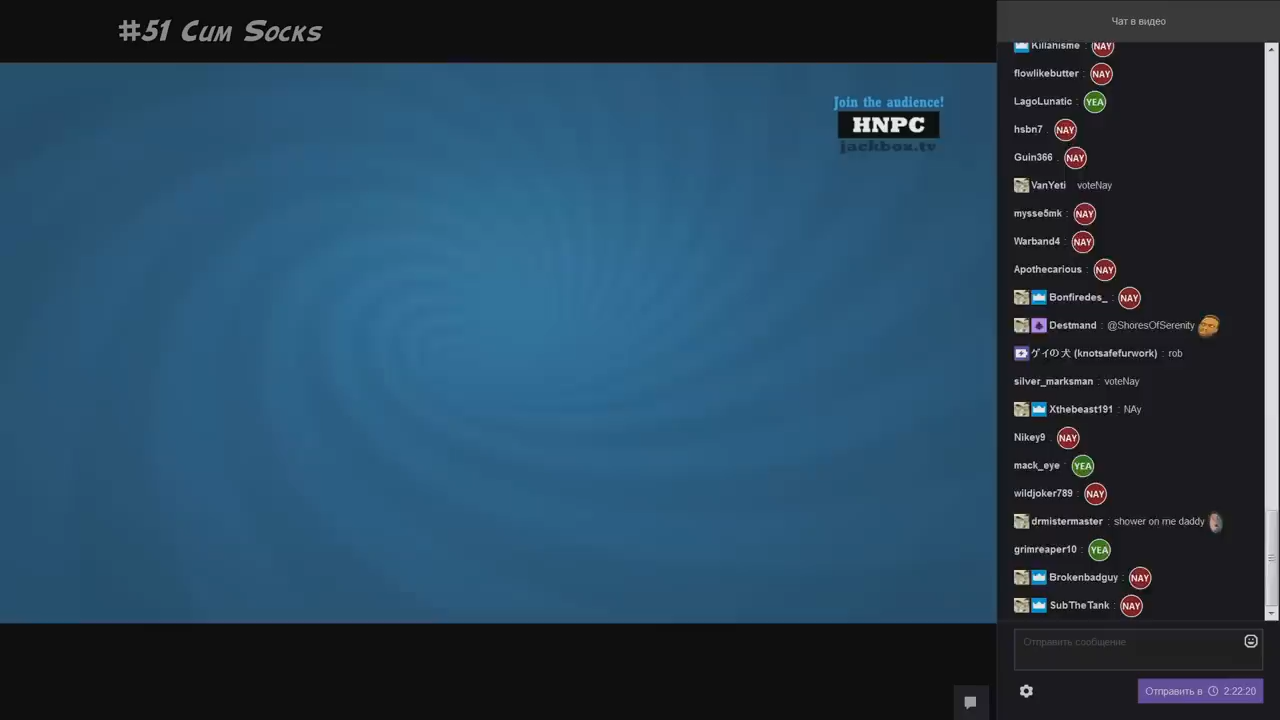 #51 Cum Socks
Join the audience!
HNPC
jackbox.tv
Чат в видео
Killahisme : NAY
flowlikebutter : NAY
LagoLunatic : YEA
hsbn7 : NAY
Guin366 : NAY
VanYeti voteNay
mysse5mk : NAY
Warband4 : NAY
Apothecarious : NAY
Bonfiredes_ : NAY
Destmand : @ShoresOfSerenity
ゲイの犬 (knotsafefurwork) : rob
silver_marksman : voteNay
Xthebeast191 : NAy
Nikey9 : NAY
mack_eye : YEA
wildjoker789 : NAY
drmistermaster : shower on me daddy
grimreaper10 : YEA
Brokenbadguy : NAY
SubTheTank : NAY
Отправить сообщение
Отправить в 2:22:20